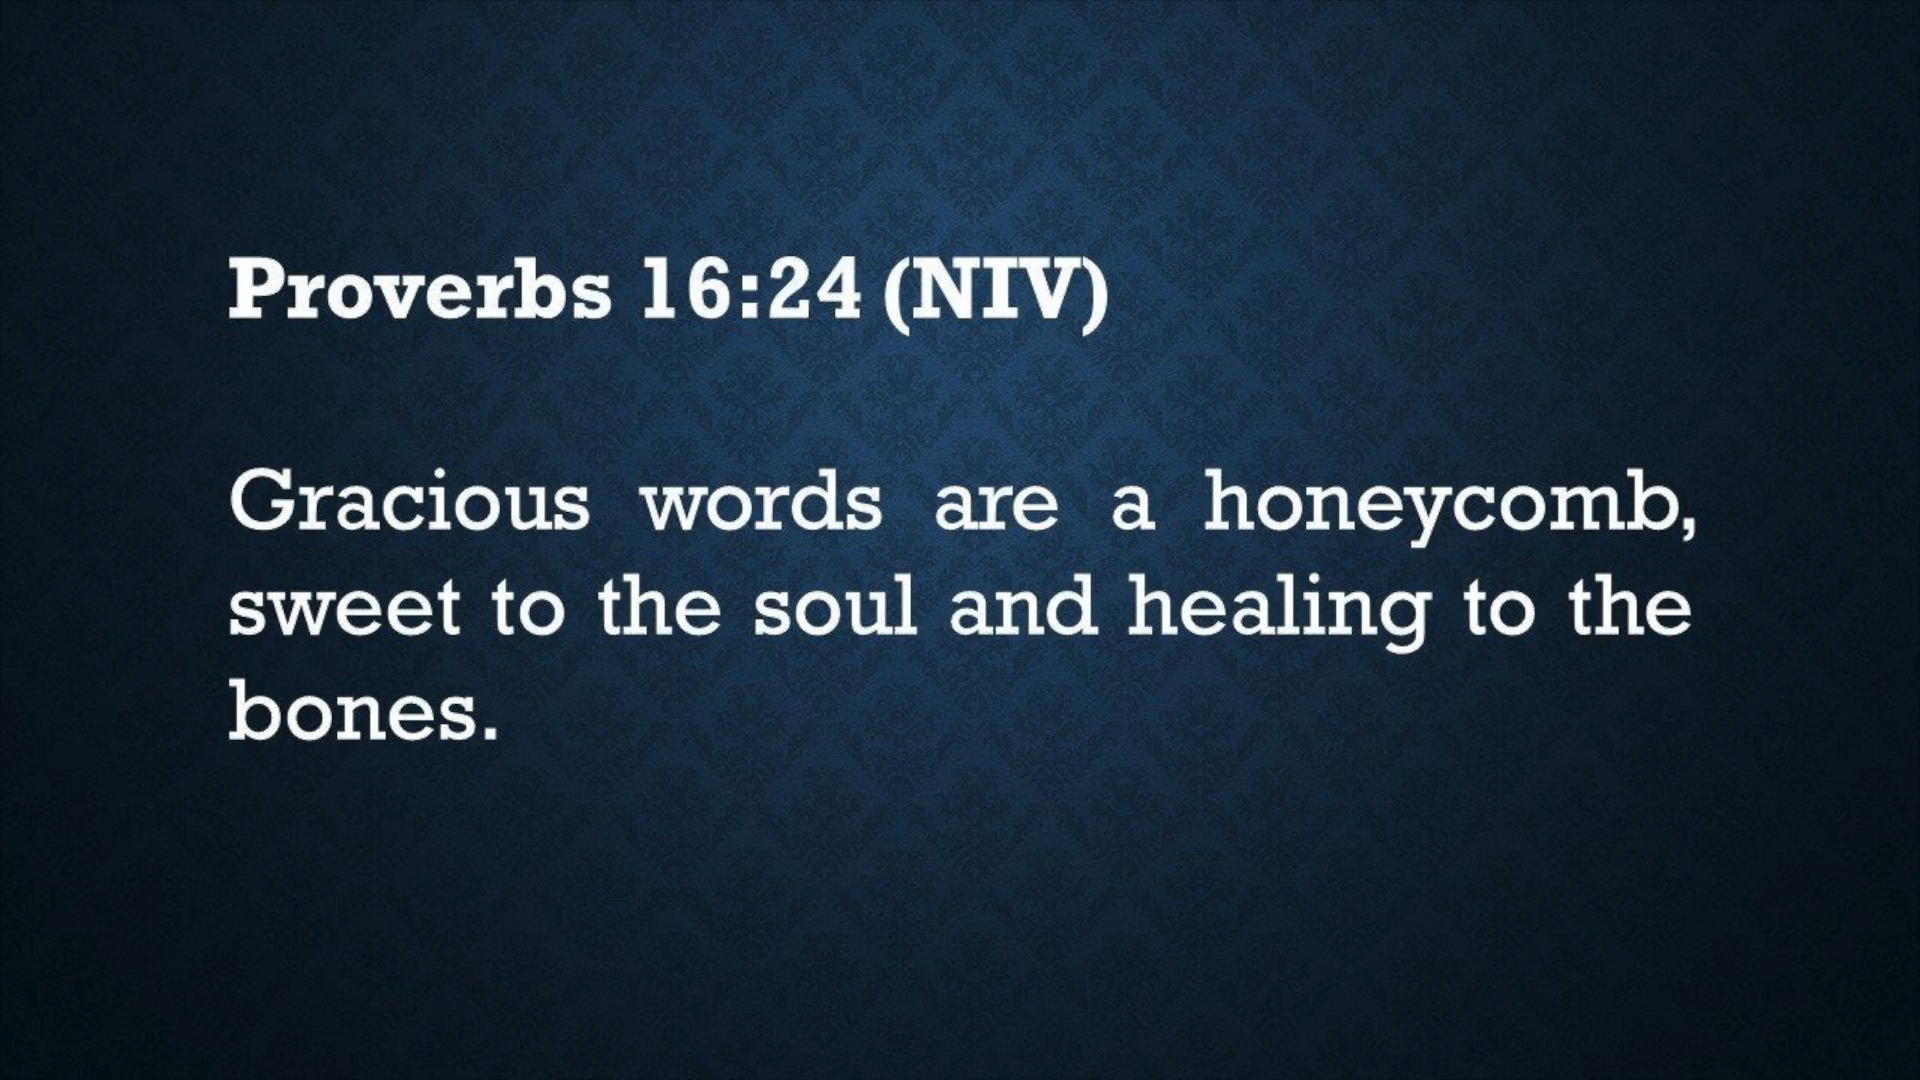 Proverbs 16:24 (NIV)
Gracious words are a honeycomb,
sweet to the soul and healing to the
bones.